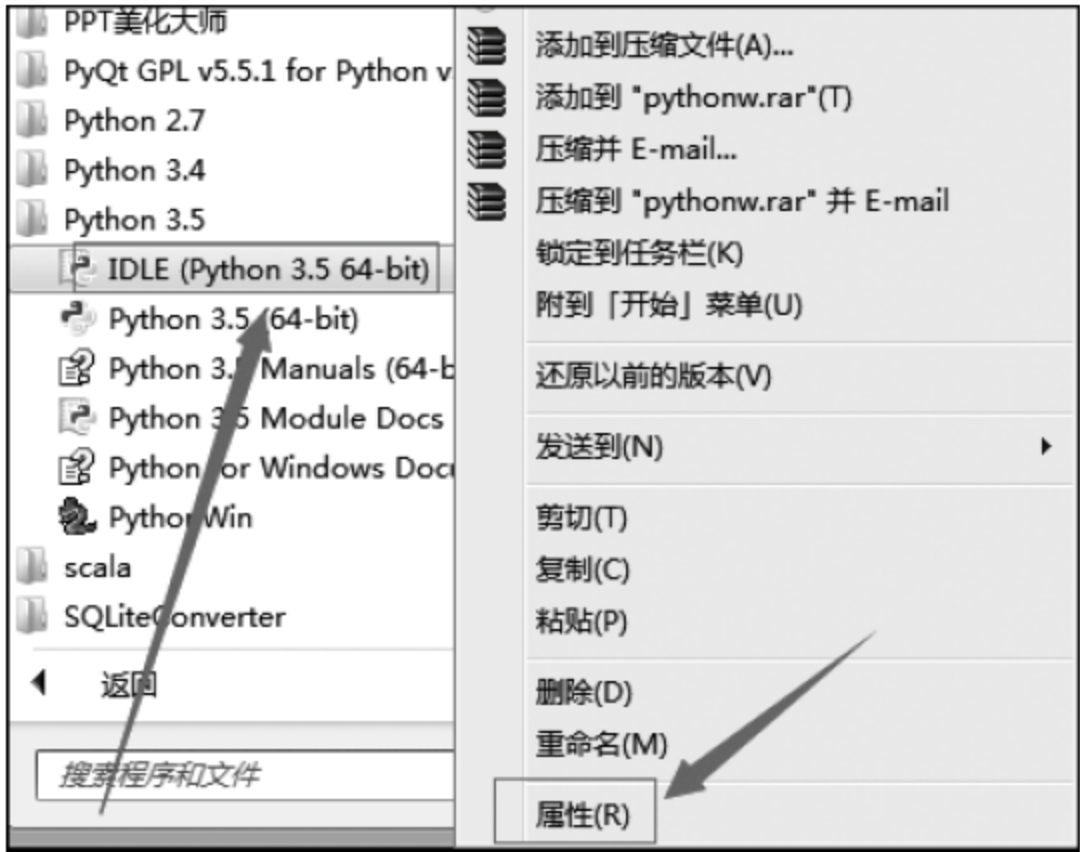 PPT美化大师
PyQt GPL v5.5.1 for Python v
Python 2.7
Python 3.4
Python 3.5
IDLE (Python 3.5 64-bit)
Python 3.5 (64-bit)
Python 3.5 Manuals (64-b
Python 3.5 Module Docs
Python for Windows Docu
PythonWin
scala
SQLiteConverter
返回
搜索程序和文件
添加到压缩文件(A)...
添加到 "pythonw.rar"(T)
压缩并 E-mail...
压缩到 "pythonw.rar" 并 E-mail
锁定到任务栏(K)
附到「开始」菜单(U)
还原以前的版本(V)
发送到(N)
剪切(T)
复制(C)
粘贴(P)
删除(D)
重命名(M)
属性(R)